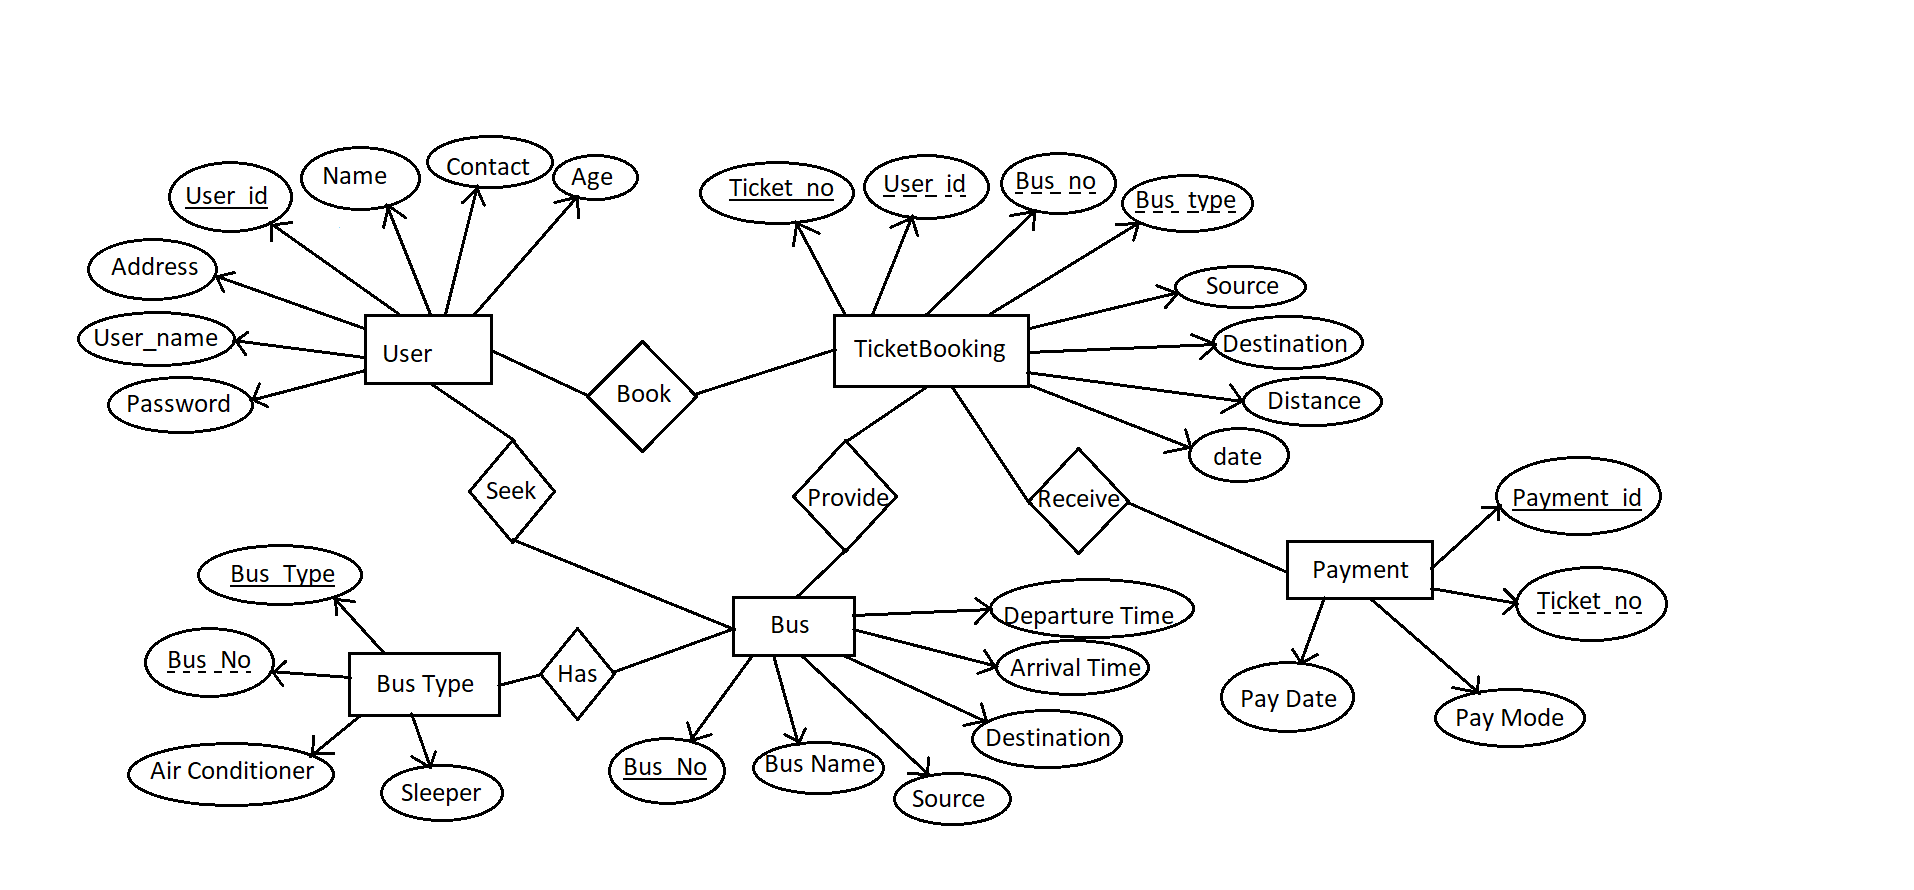 Contact
Name
Age
User_id
Ticket_no
User_id
Bus_no
Bus_type
Address
Source
User_name
User
TicketBooking
Destination
Password
Book
Distance
date
Seek
Provide
Receive
Payment_id
Bus_Type
Payment
Ticket_no
Departure Time
Bus
Bus_No
Bus Type
Has
Arrival Time
Pay Date
Pay Mode
Destination
Air Conditioner
Sleeper
Bus_No
Bus Name
Source